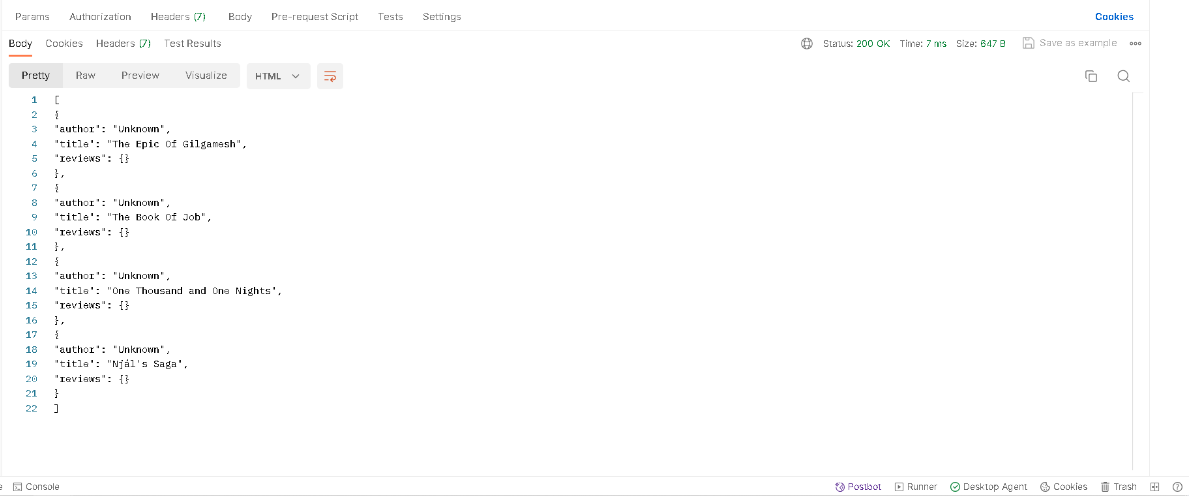 Params Authorization Headers (7) Body Pre-request Script Tests Settings Cookies
Body Cookies Headers (7) Test Results Status: 200 OK Time: 7 ms Size: 647 B Save as example
Pretty Raw Preview Visualize HTML
1 [
2 {
3 "author": "Unknown",
4 "title": "The Epic Of Gilgamesh",
5 "reviews": {}
6 },
7 {
8 "author": "Unknown",
9 "title": "The Book Of Job",
10 "reviews": {}
11 },
12 {
13 "author": "Unknown",
14 "title": "One Thousand and One Nights",
15 "reviews": {}
16 },
17 {
18 "author": "Unknown",
19 "title": "Njál's Saga",
20 "reviews": {}
21 }
22 ]
Console Postbot Runner Desktop Agent Cookies Trash